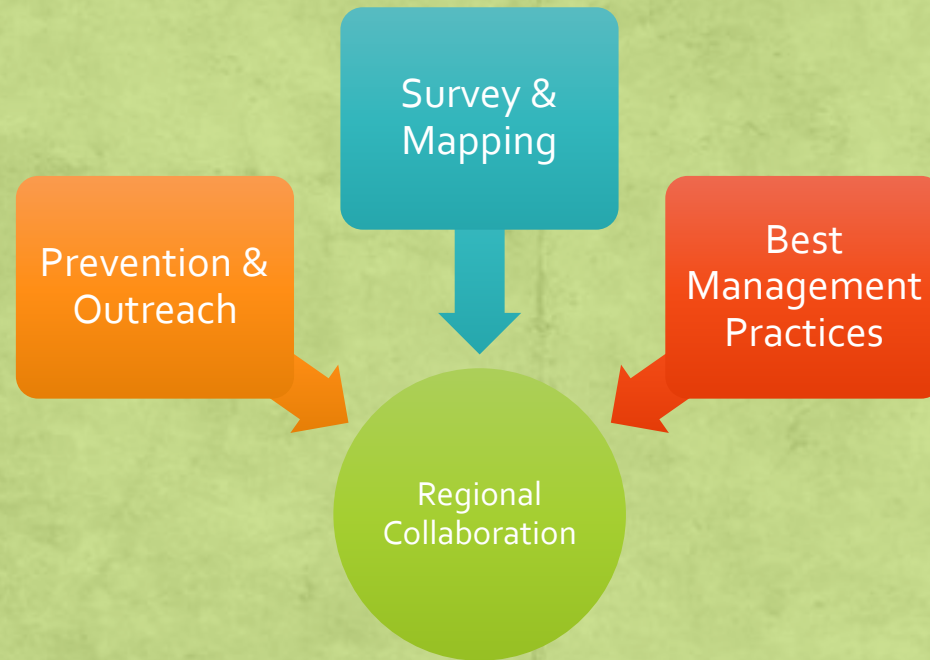 Survey &
Mapping
Prevention &
Outreach
Best
Management
Practices
Regional
Collaboration